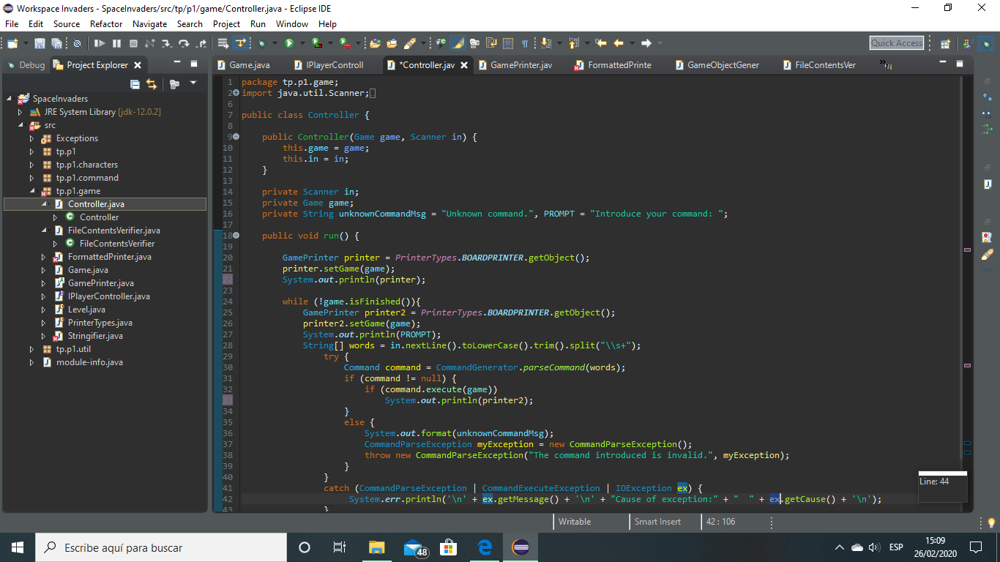 Workspace Invaders - SpaceInvaders/src/tp/p1/game/Controller.java - Eclipse IDE
File Edit Source Refactor Navigate Search Project Run Window Help
Quick Access
Debug Project Explorer
Game.java IPlayerControll *Controller.jav GamePrinter.jav FormattedPrinte GameObjectGener FileContentsVer
SpaceInvaders
JRE System Library [jdk-12.0.2]
src
Exceptions
tp.p1
tp.p1.characters
tp.p1.command
tp.p1.game
Controller.java
Controller
FileContentsVerifier.java
FileContentsVerifier
FormattedPrinter.java
Game.java
GamePrinter.java
IPlayerController.java
Level.java
PrinterTypes.java
Stringifier.java
tp.p1.util
module-info.java
1 package tp.p1.game;
2 import java.util.Scanner;
6
7 public class Controller {
8
9 public Controller(Game game, Scanner in) {
10 this.game = game;
11 this.in = in;
12 }
13
14 private Scanner in;
15 private Game game;
16 private String unknownCommandMsg = "Unknown command.", PROMPT = "Introduce your command: ";
17
18 public void run() {
19
20 GamePrinter printer = PrinterTypes.BOARDPRINTER.getObject();
21 printer.setGame(game);
22 System.out.println(printer);
23
24 while (!game.isFinished()){
25 GamePrinter printer2 = PrinterTypes.BOARDPRINTER.getObject();
26 printer2.setGame(game);
27 System.out.println(PROMPT);
28 String[] words = in.nextLine().toLowerCase().trim().split("\\s+");
29 try {
30 Command command = CommandGenerator.parseCommand(words);
31 if (command != null) {
32 if (command.execute(game))
33 System.out.println(printer2);
34 }
35 else {
36 System.out.format(unknownCommandMsg);
37 CommandParseException myException = new CommandParseException();
38 throw new CommandParseException("The command introduced is invalid.", myException);
39 }
40 }
41 catch (CommandParseException | CommandExecuteException | IOException ex) {
42 System.err.println('\n' + ex.getMessage() + '\n' + "Cause of exception:" + "  " + ex.getCause() + '\n');
43 }
Line: 44
Writable Smart Insert 42 : 106
Escribe aquí para buscar
48
ESP
15:09
26/02/2020